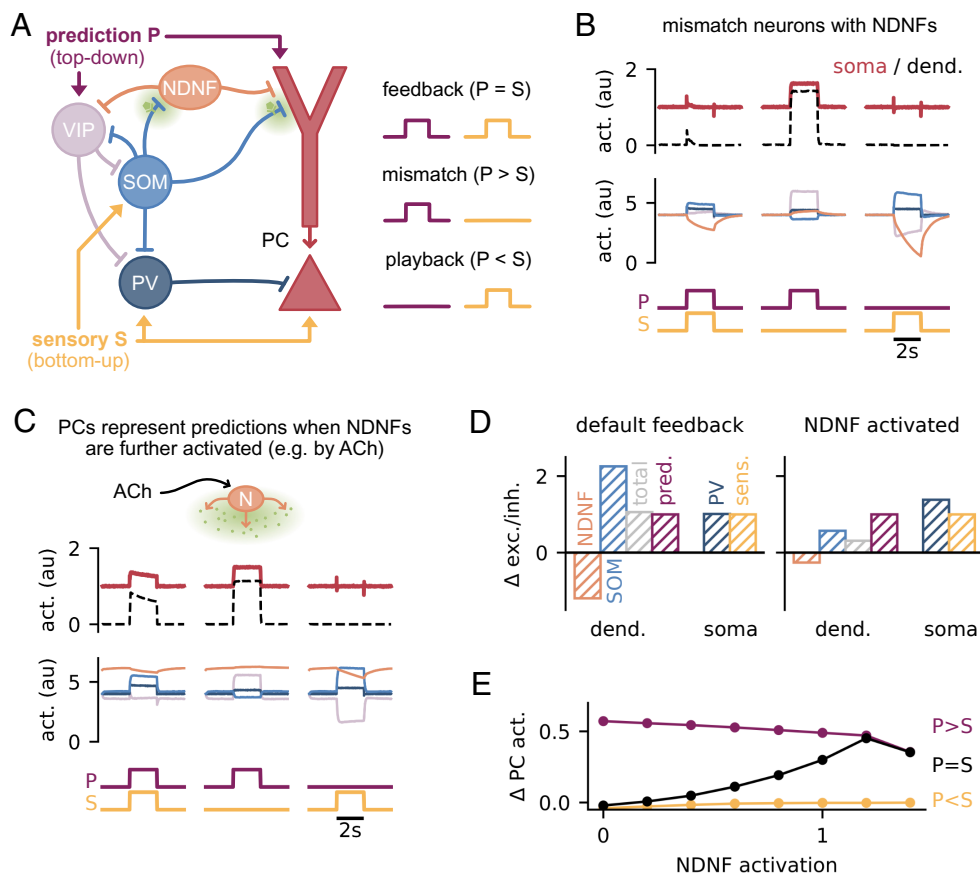 A
prediction P
(top-down)
NDNF
VIP
SOM
PV
PC
sensory S
(bottom-up)
feedback (P = S)
mismatch (P > S)
playback (P < S)
B
mismatch neurons with NDNFs
soma / dend.
act. (au)
2
0
act. (au)
5
0
P
S
2s
C
PCs represent predictions when NDNFs
are further activated (e.g. by ACh)
ACh
N
act. (au)
2
0
act. (au)
5
0
P
S
2s
D
default feedback
NDNF activated
Δ exc./inh.
2
0
NDNF
SOM
total
pred.
PV
sens.
dend.
soma
dend.
soma
E
Δ PC act.
0.5
0.0
P>S
P=S
P<S
0
1
NDNF activation